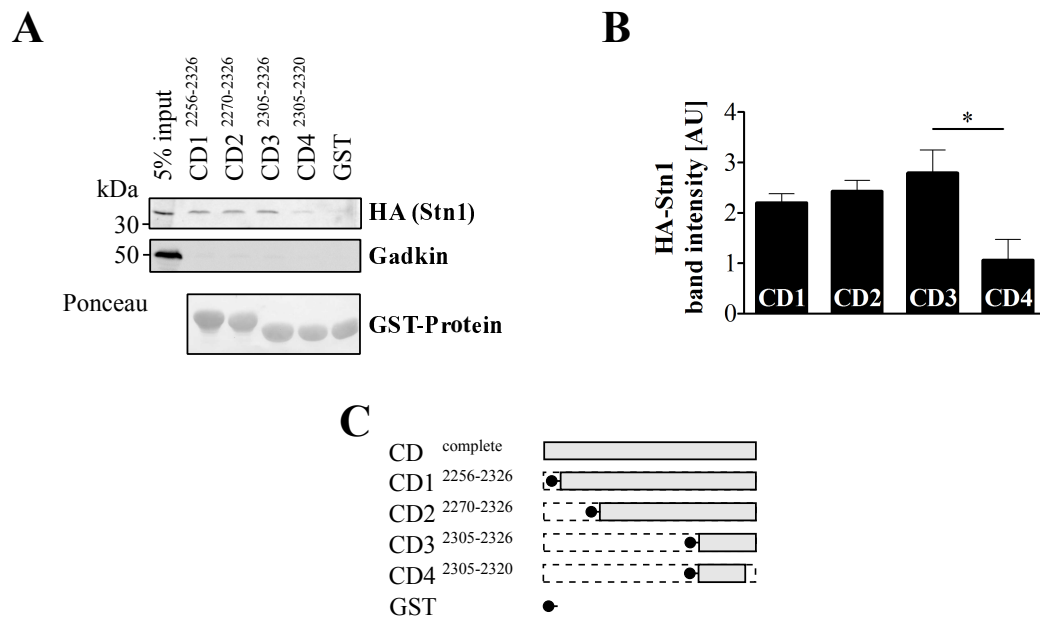 A
5% input
CD1 2256-2326
CD2 2270-2326
CD3 2305-2326
CD4 2305-2320
GST
kDa
30
HA (Stn1)
50
Gadkin
Ponceau
GST-Protein
B
HA-Stn1
band intensity [AU]
4
3
2
1
0
*
CD1 CD2 CD3 CD4
C
CD complete
CD1 2256-2326
CD2 2270-2326
CD3 2305-2326
CD4 2305-2320
GST